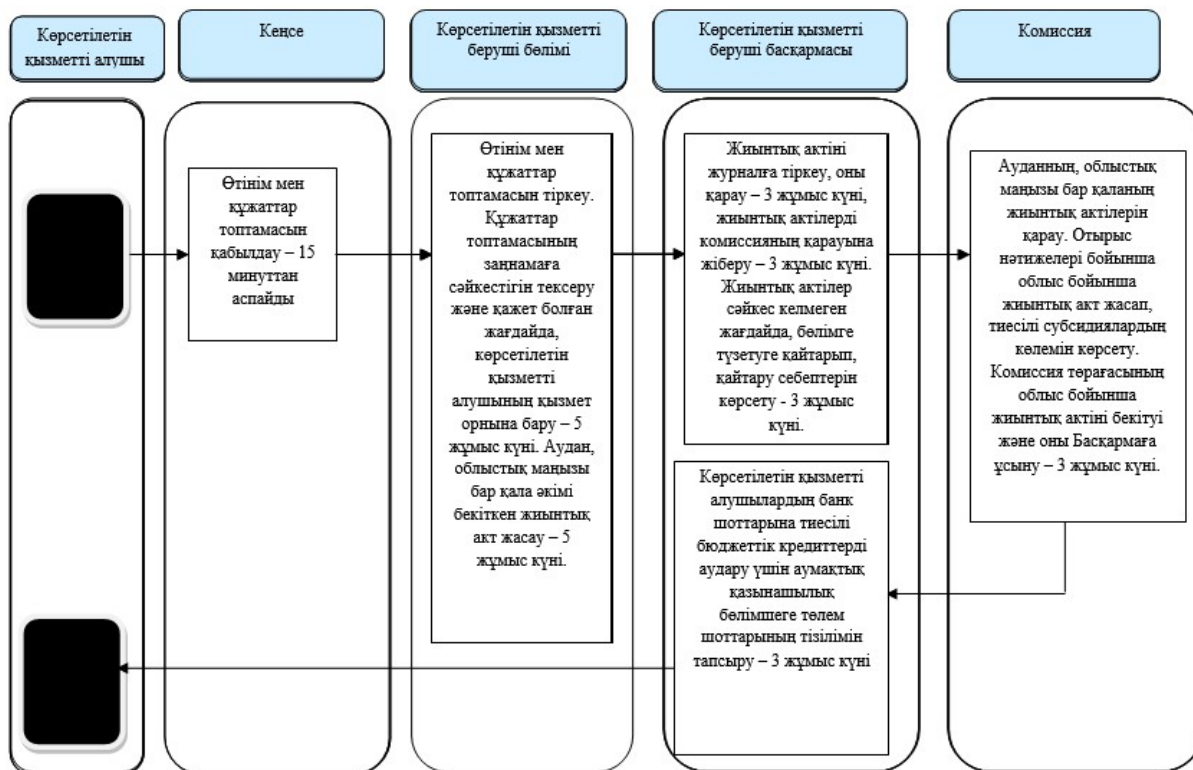 Көрсетілетін
қызметті алушы
Кеңсе
Көрсетілетін қызметті
беруші бөлімі
Көрсетілетін қызметті
беруші басқармасы
Комиссия
Өтінім мен
құжаттар
топтамасын
қабылдау – 15
минуттан
аспайды
Өтінім мен
құжаттар
топтамасын тіркеу.
Құжаттар
топтамасының
заңнамаға
сәйкестігін тексеру
және қажет болған
жағдайда,
көрсетілетін
қызметті
алушының қызмет
орнына бару – 5
жұмыс күні. Аудан,
облыстық маңызы
бар қала әкімі
бекіткен жиынтық
акт жасау – 5
жұмыс күні.
Жиынтық актіні
журналға тіркеу, оны
қарау – 3 жұмыс күні,
жиынтық актілерді
комиссияның қарауына
жіберу – 3 жұмыс күні.
Жиынтық актілер
сәйкес келмеген
жағдайда, бөлімге
түзетуге қайтарып,
қайтару себептерін
көрсету - 3 жұмыс
күні.
Көрсетілетін қызметті
алушылардың банк
шоттарына тиесілі
бюджеттік кредиттерді
аудару үшін аумақтық
қазынашылық
бөлімшеге төлем
шоттарының тізілімін
тапсыру – 3 жұмыс күні
Ауданның, облыстық
маңызы бар қаланың
жиынтық актілерін
қарау. Отырыс
нәтижелері бойынша
облыс бойынша
жиынтық акт жасап,
тиесілі субсидиялардың
көлемін көрсету.
Комиссия төрағасының
облыс бойынша
жиынтық актіні бекітуі
және оны Басқармаға
ұсыну – 3 жұмыс күні.